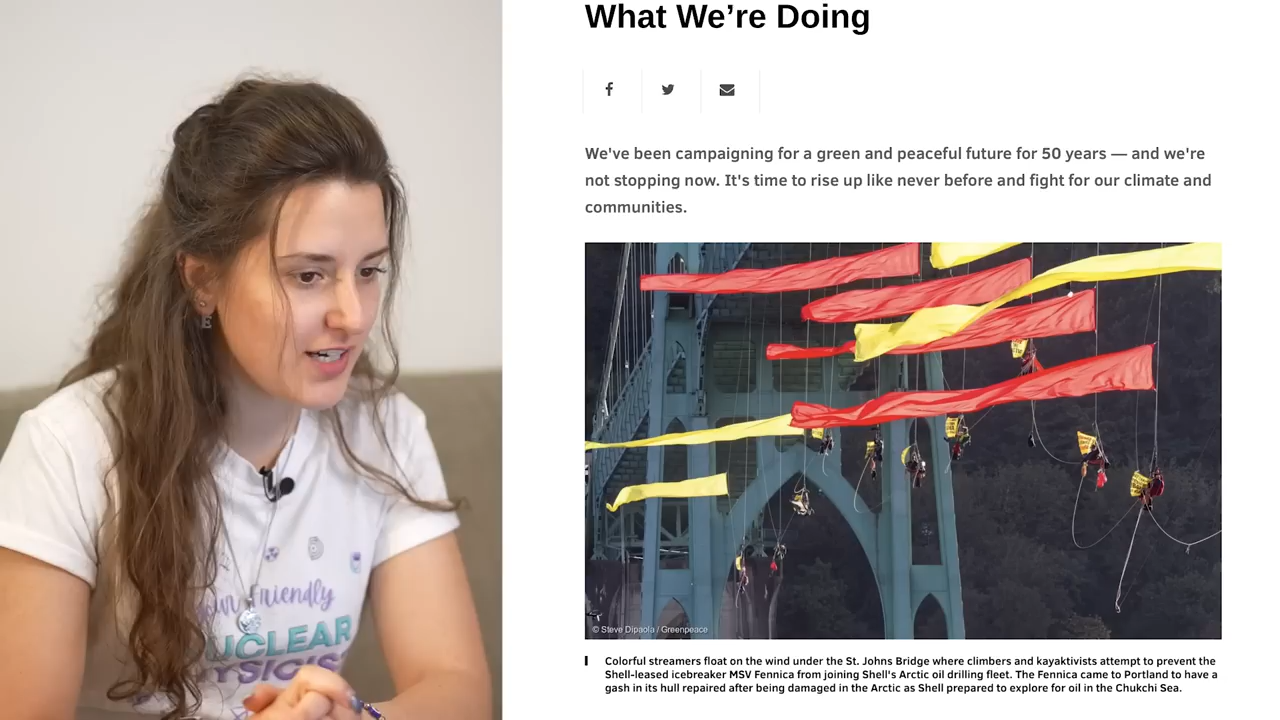 What We're Doing
We've been campaigning for a green and peaceful future for 50 years — and we're
not stopping now. It's time to rise up like never before and fight for our climate and
communities.
© Steve Dipaola / Greenpeace
Colorful streamers float on the wind under the St. Johns Bridge where climbers and kayaktivists attempt to prevent the
Shell-leased icebreaker MSV Fennica from joining Shell's Arctic oil drilling fleet. The Fennica came to Portland to have a
gash in its hull repaired after being damaged in the Arctic as Shell prepared to explore for oil in the Chukchi Sea.
your Friendly